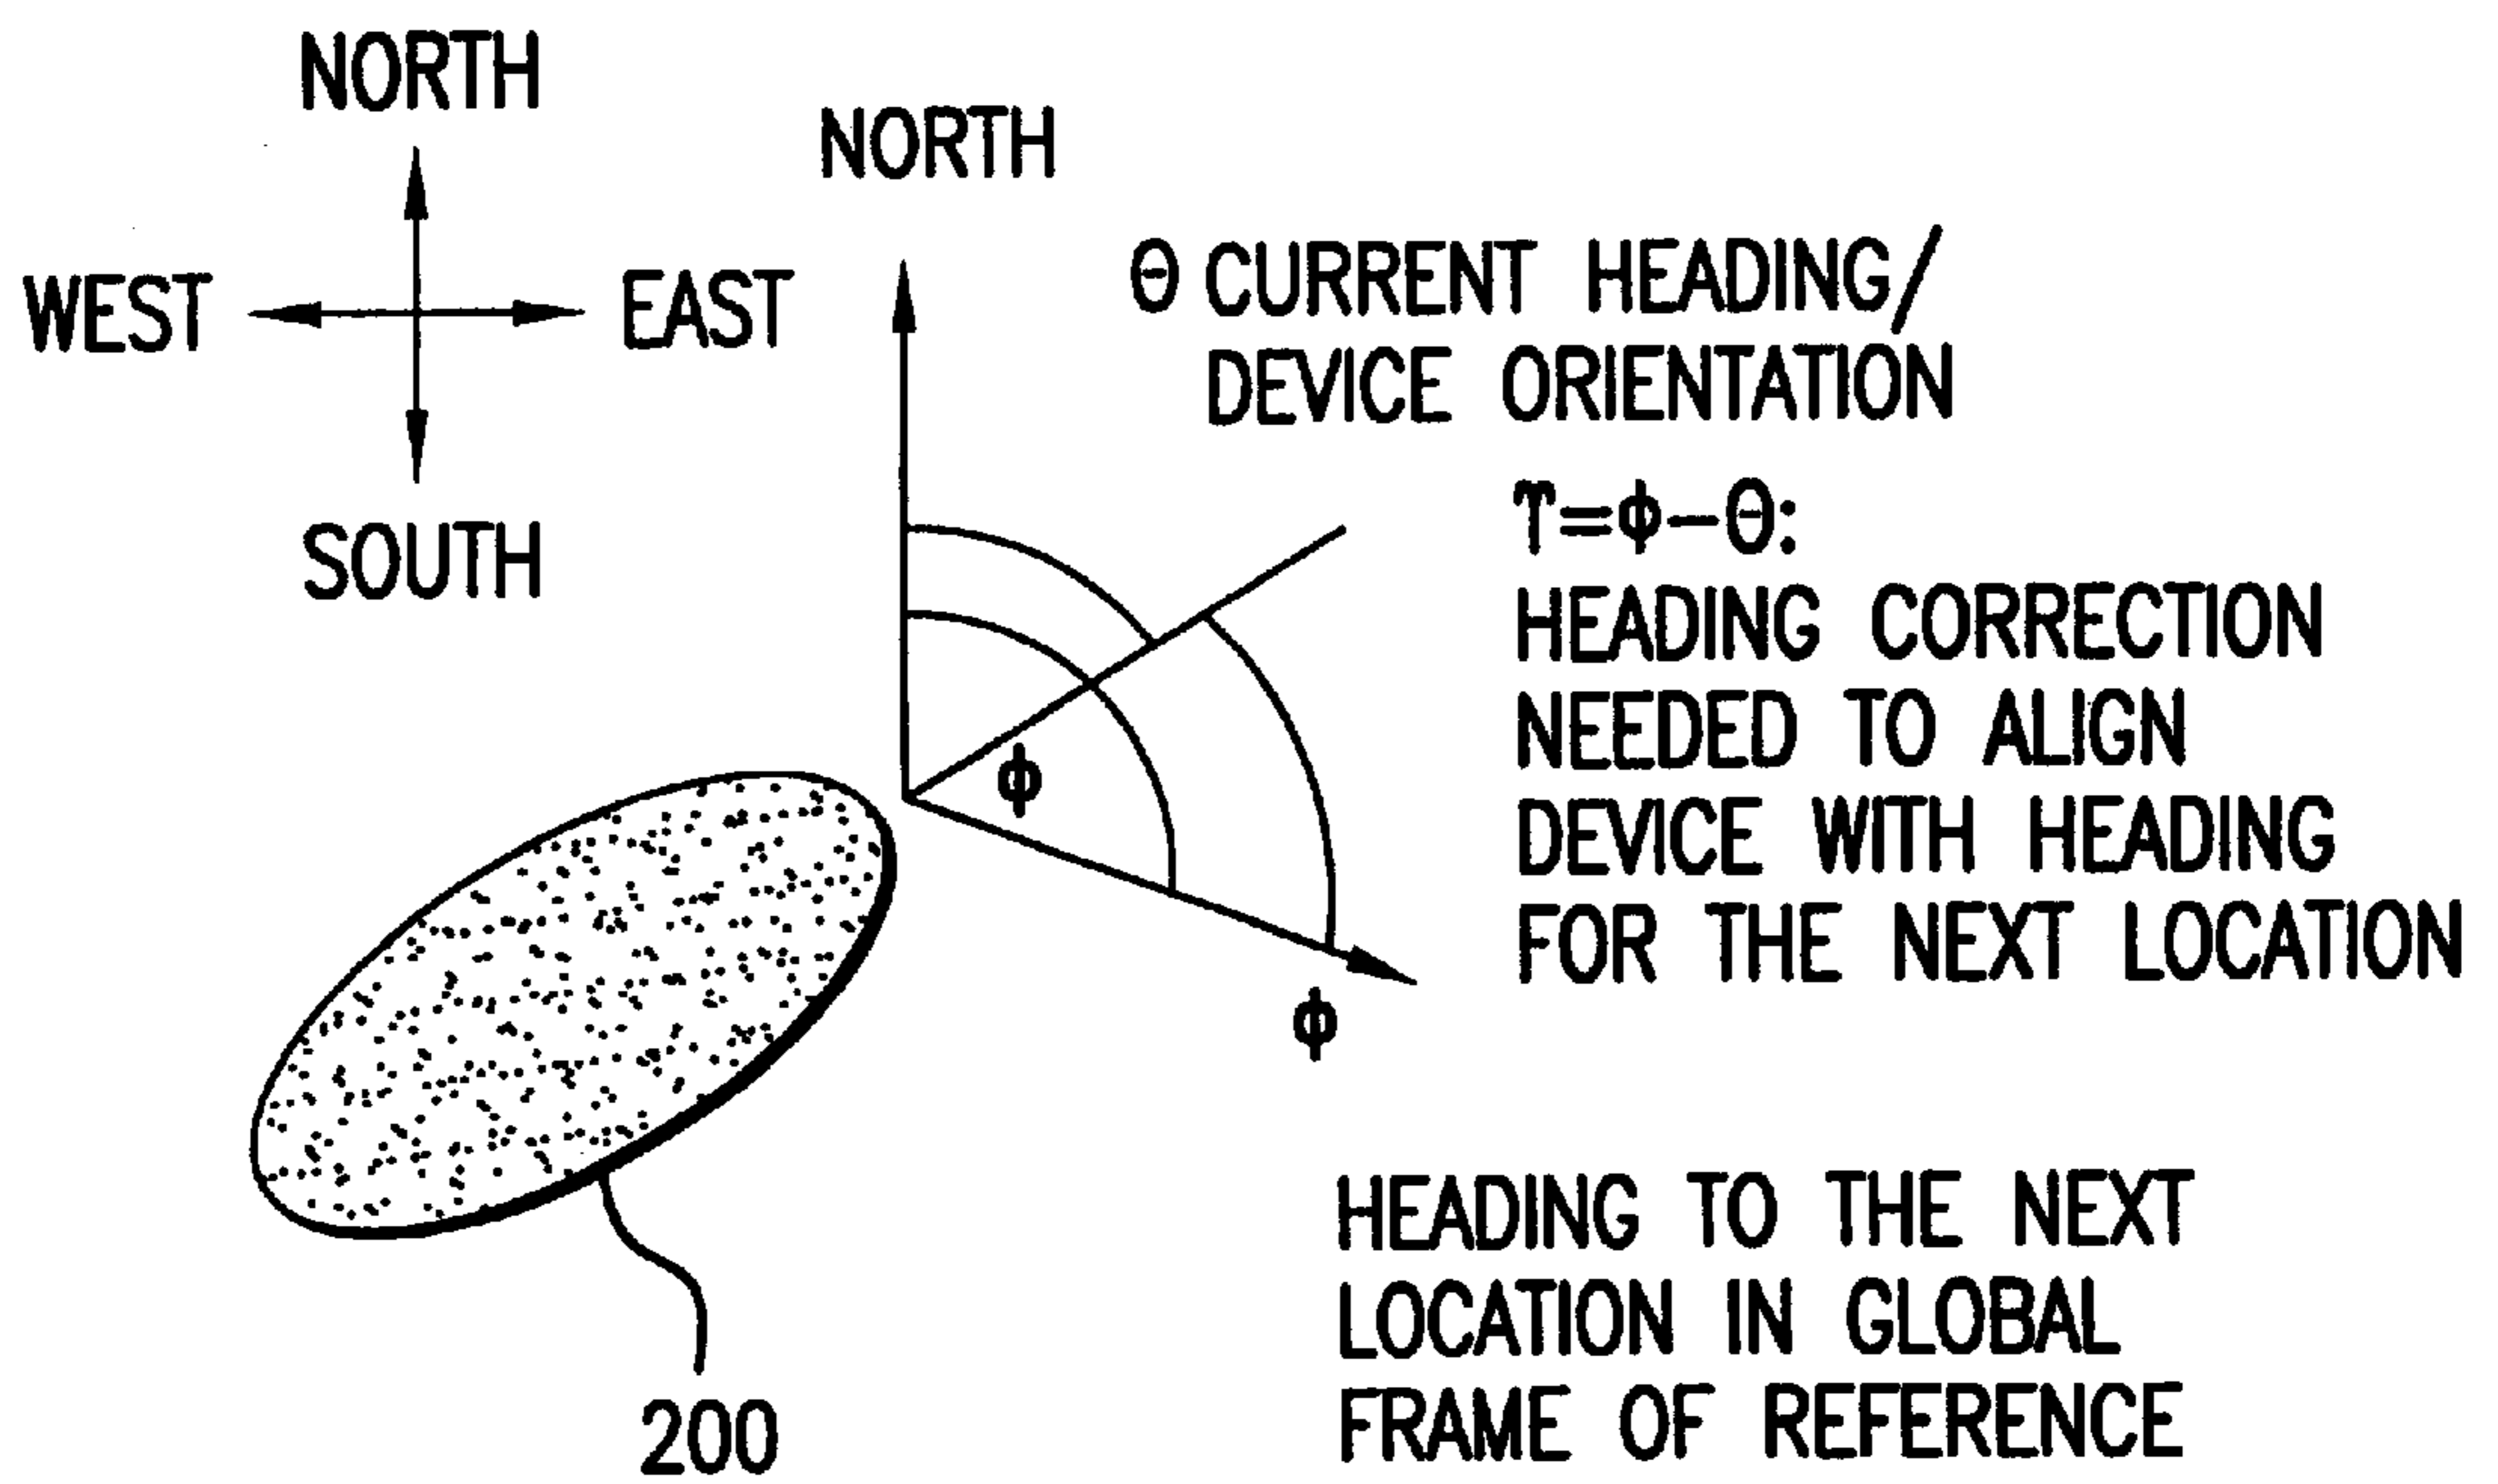 NORTH
WEST
EAST
SOUTH
NORTH
θ CURRENT HEADING/
DEVICE ORIENTATION
ϒ=ϕ−θ:
HEADING CORRECTION
NEEDED TO ALIGN
DEVICE WITH HEADING
FOR THE NEXT LOCATION
ϕ
ϕ
HEADING TO THE NEXT
LOCATION IN GLOBAL
FRAME OF REFERENCE
200